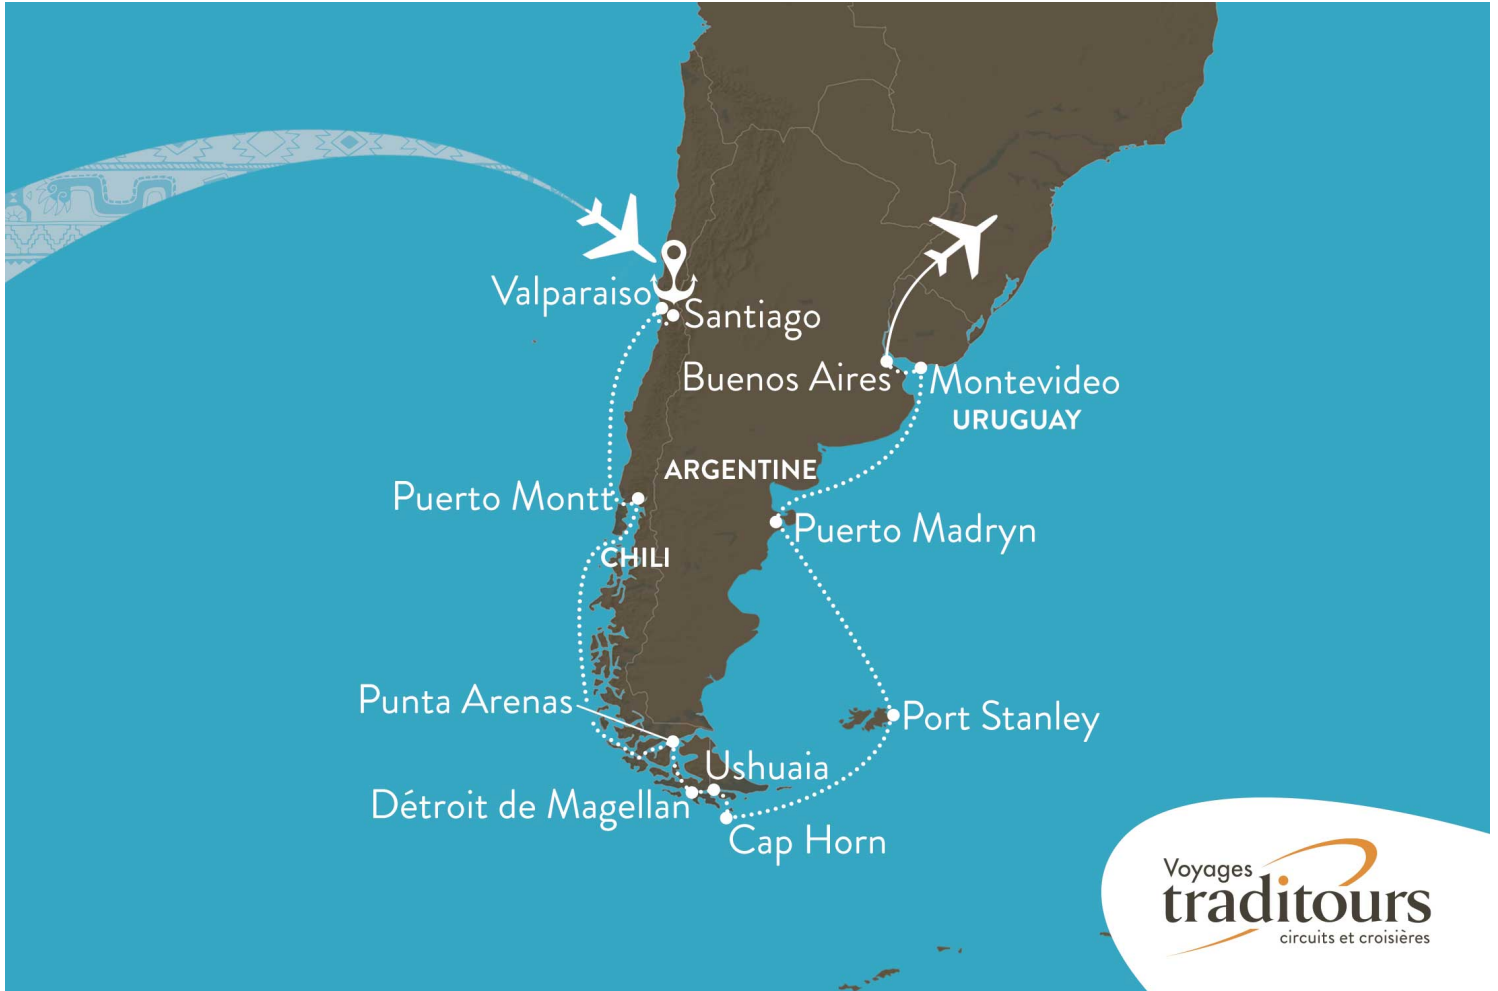 Valparaiso
Santiago
Buenos Aires
Montevideo
URUGUAY
ARGENTINE
Puerto Montt
Puerto Madryn
CHILI
Punta Arenas
Port Stanley
Ushuaia
Détroit de Magellan
Cap Horn
Voyages
traditours
circuits et croisières